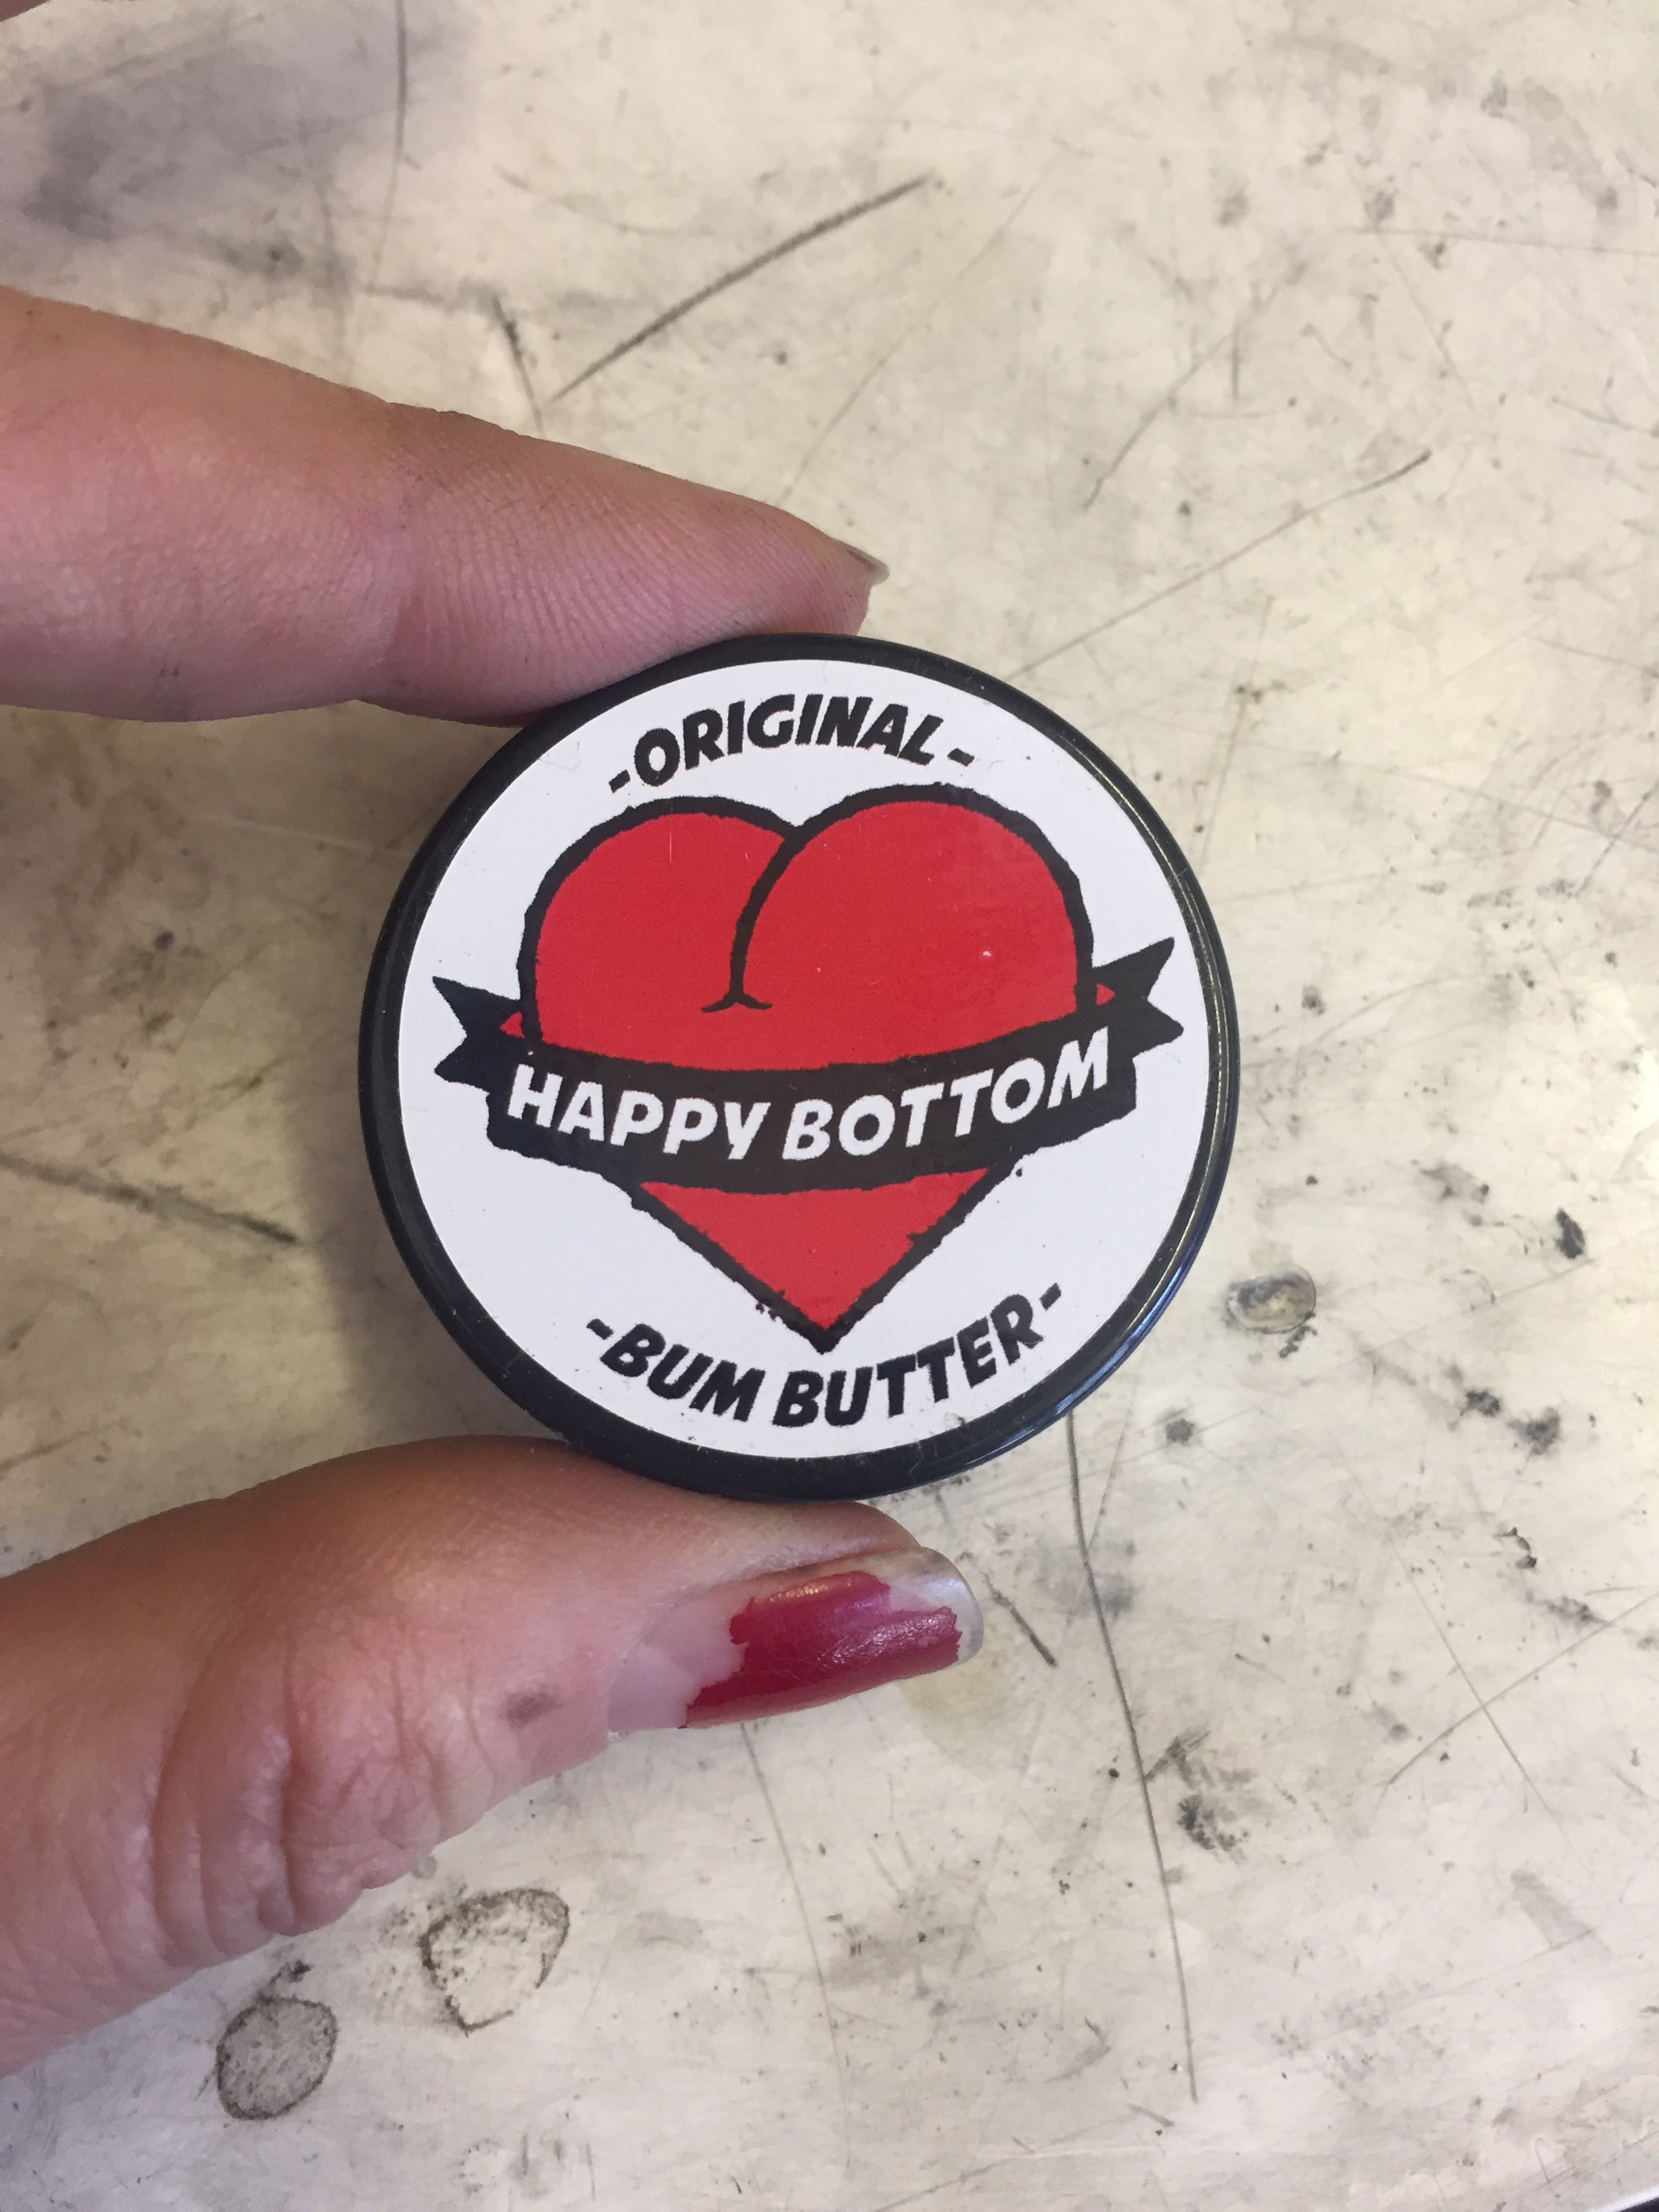 -ORIGINAL-
HAPPY BOTTOM
-BUM BUTTER-